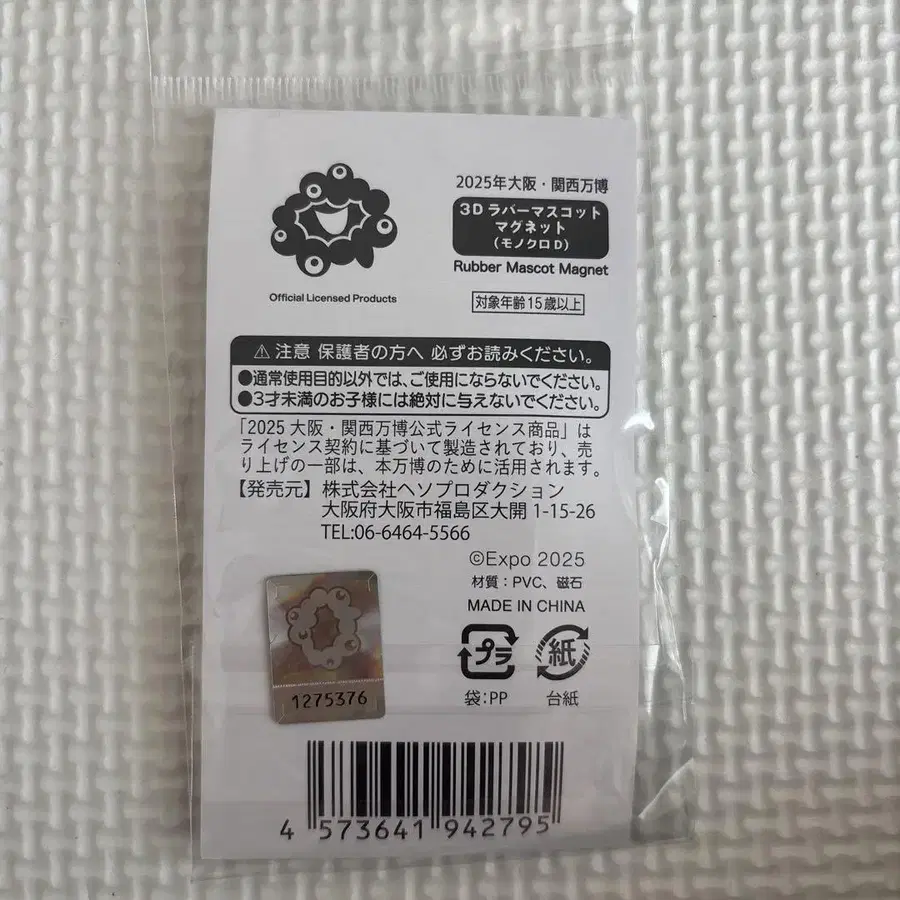 Official Licensed Products
2025年大阪・関西万博
3Dラバーマスコット
マグネット
(モノクロD)
Rubber Mascot Magnet
対象年齢15歳以上
⚠注意 保護者の方へ 必ずお読みください。
●通常使用目的以外では、ご使用にならないでください。
●3才未満のお子様には絶対に与えないでください。
「2025 大阪・関西万博公式ライセンス商品」は
ライセンス契約に基づいて製造されており、売
り上げの一部は、本万博のために活用されます。
【発売元】株式会社ヘソプロダクション
大阪府大阪市福島区大開 1-15-26
TEL:06-6464-5566
©Expo 2025
材質：PVC、磁石
MADE IN CHINA
プラ
紙
袋:PP
台紙
1275376
4 573641 942795